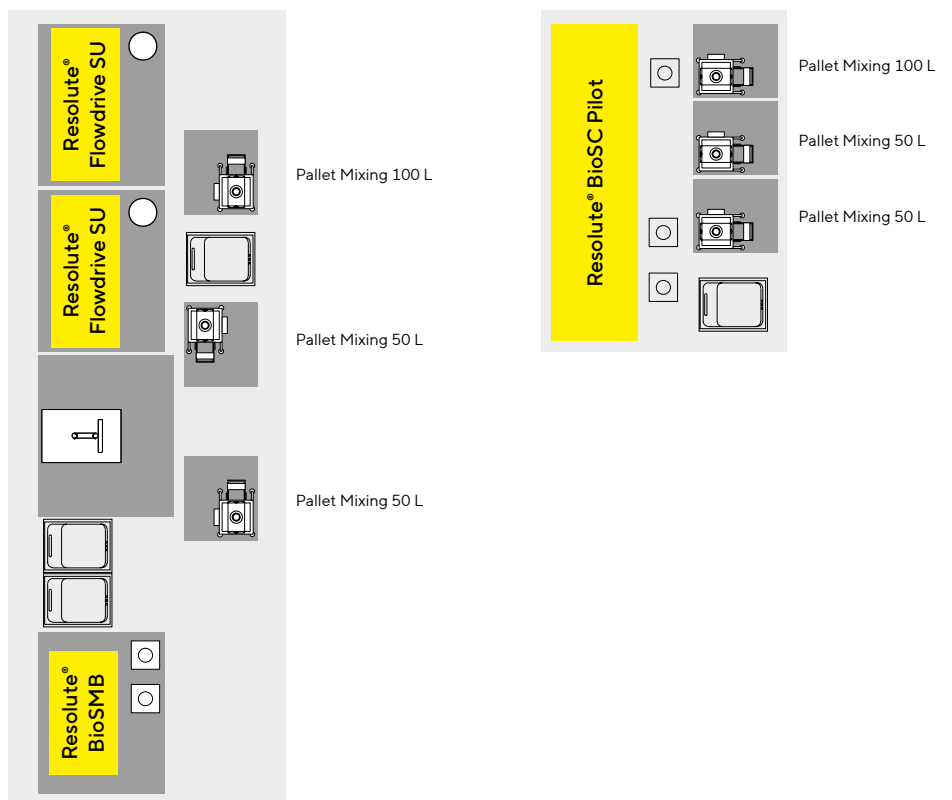 Resolute®
Flowdrive SU
Resolute®
Flowdrive SU
Pallet Mixing 100 L
Pallet Mixing 50 L
Pallet Mixing 50 L
Resolute®
BioSMB
Resolute® BioSC Pilot
Pallet Mixing 100 L
Pallet Mixing 50 L
Pallet Mixing 50 L